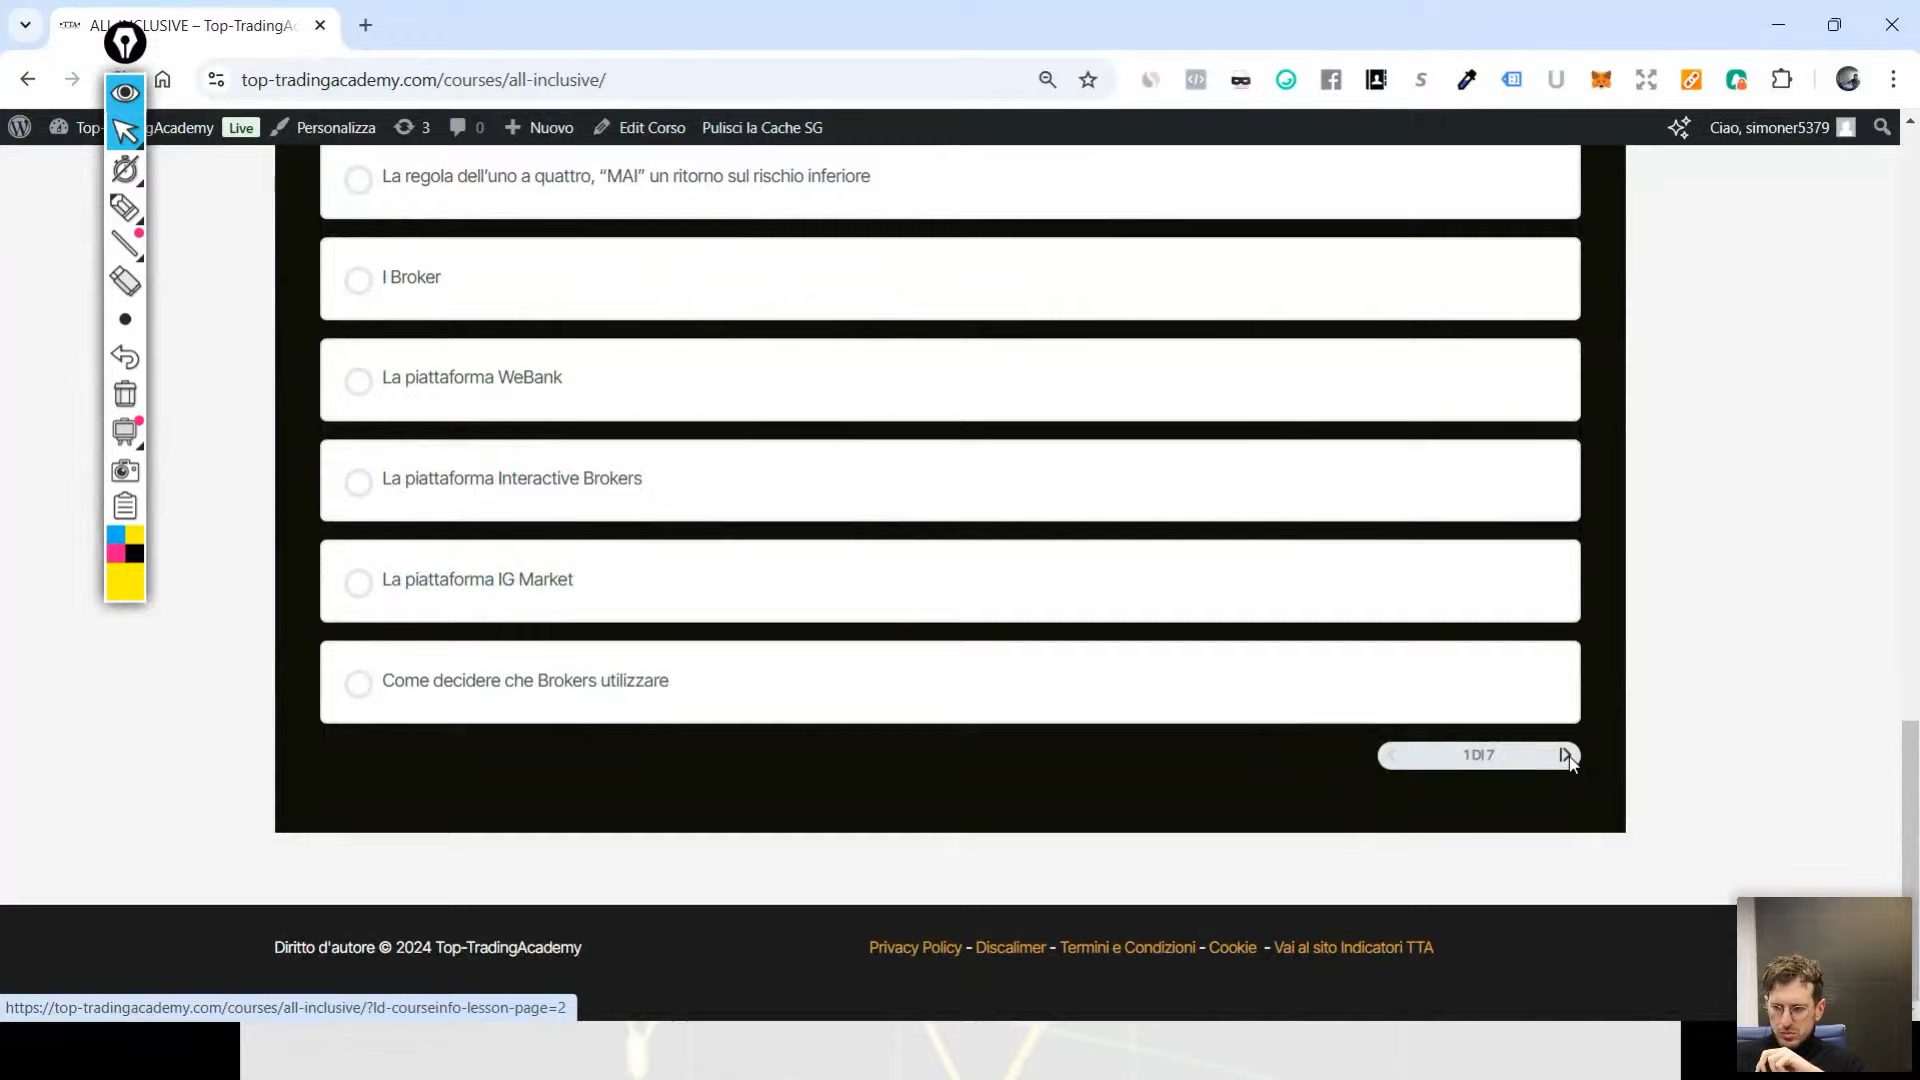 ALL INCLUSIVE – Top-TradingAc
top-tradingacademy.com/courses/all-inclusive/
Live
Personalizza
3
0
Nuovo
Edit Corso
Pulisci la Cache SG
Ciao, simoner5379
La regola dell’uno a quattro, “MAI” un ritorno sul rischio inferiore
I Broker
La piattaforma WeBank
La piattaforma Interactive Brokers
La piattaforma IG Market
Come decidere che Brokers utilizzare
1 DI 7
Diritto d'autore © 2024 Top-TradingAcademy
Privacy Policy - Discalimer - Termini e Condizioni - Cookie - Vai al sito Indicatori TTA
https://top-tradingacademy.com/courses/all-inclusive/?ld-courseinfo-lesson-page=2